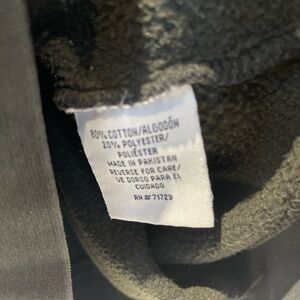 80% COTTON/ALGODÓN
20% POLYESTER/
POLIÉSTER
MADE IN PAKISTAN
REVERSE FOR CARE/
VE DORSO PARA EL
CUIDADO
RN # 71729